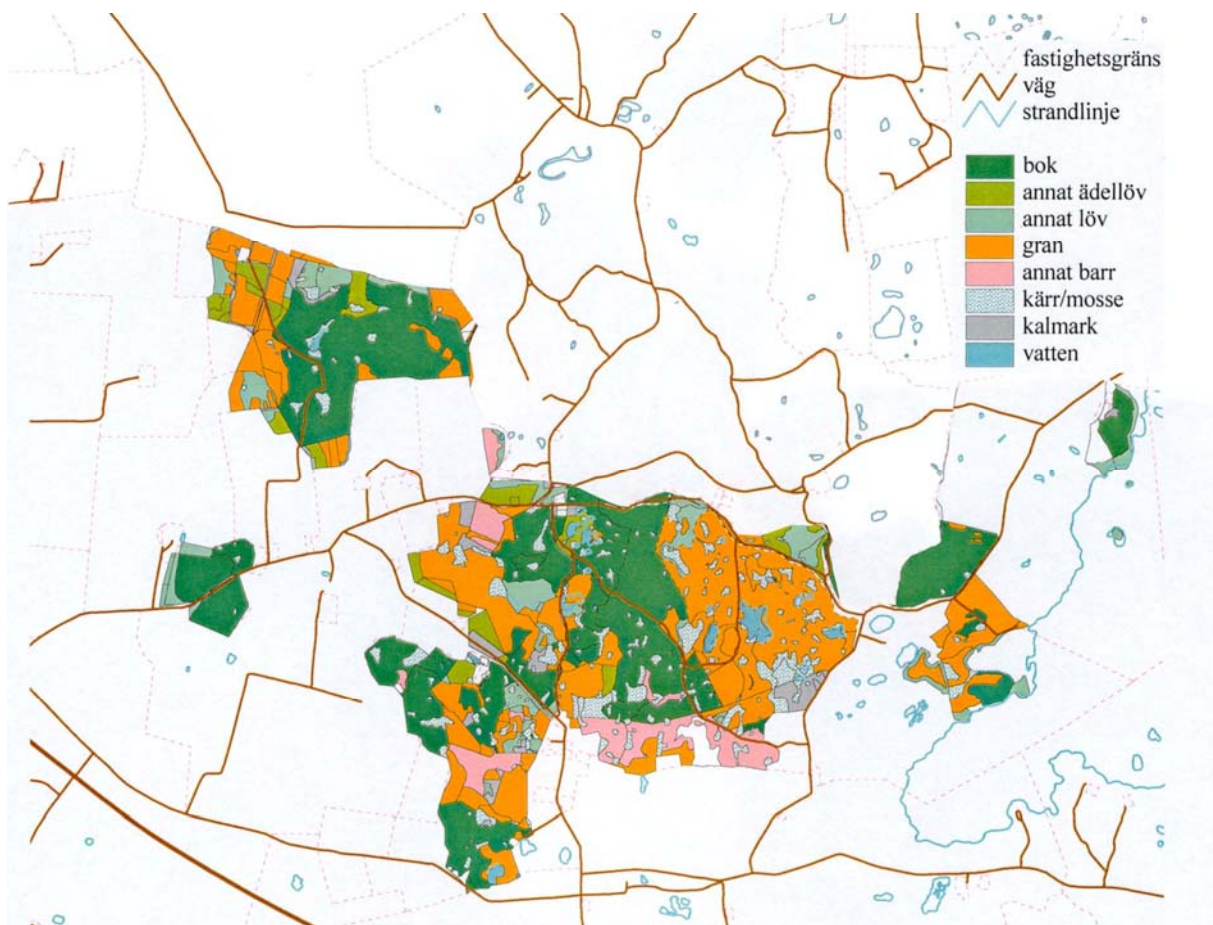 fastighetsgräns
väg
strandlinje
bok
annat ädellöv
annat löv
gran
annat barr
kärr/mosse
kalmark
vatten